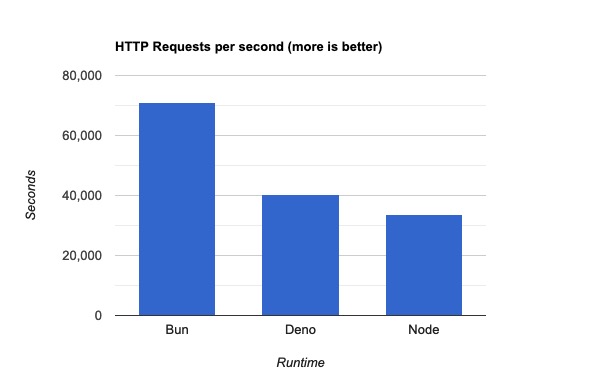 HTTP Requests per second (more is better)
80,000
60,000
40,000
20,000
0
Seconds
Bun Deno Node
Runtime